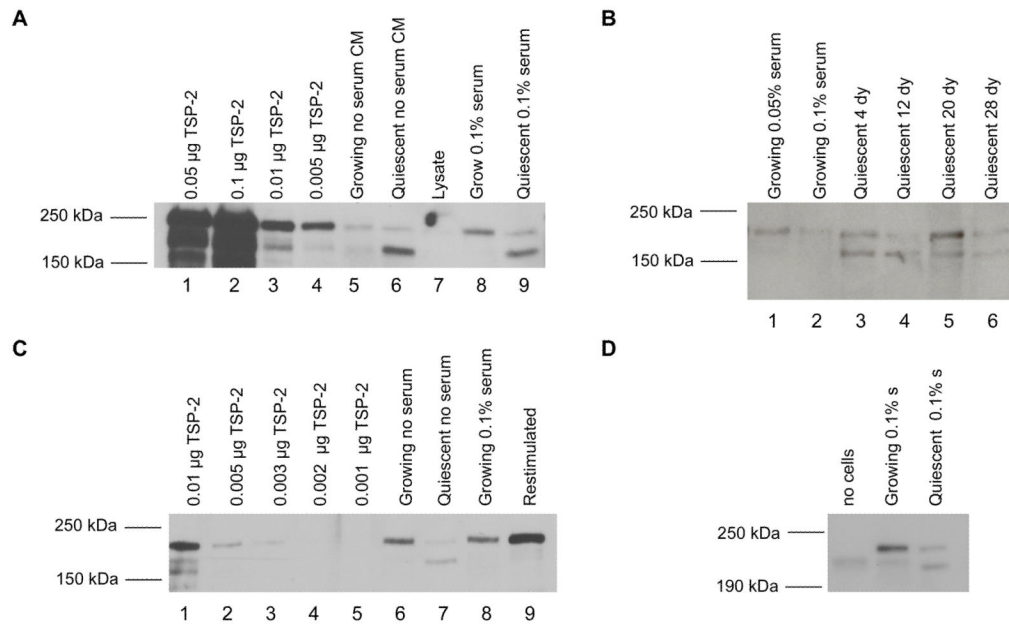 A
0.05 µg TSP-2
0.1 µg TSP-2
0.01 µg TSP-2
0.005 µg TSP-2
Growing no serum CM
Quiescent no serum CM
Lysate
Grow 0.1% serum
Quiescent 0.1% serum
250 kDa
150 kDa
1 2 3 4 5 6 7 8 9
B
Growing 0.05% serum
Growing 0.1% serum
Quiescent 4 dy
Quiescent 12 dy
Quiescent 20 dy
Quiescent 28 dy
250 kDa
150 kDa
1 2 3 4 5 6
C
0.01 µg TSP-2
0.005 µg TSP-2
0.003 µg TSP-2
0.002 µg TSP-2
0.001 µg TSP-2
Growing no serum
Quiescent no serum
Growing 0.1% serum
Restimulated
250 kDa
150 kDa
1 2 3 4 5 6 7 8 9
D
no cells
Growing 0.1% s
Quiescent 0.1% s
250 kDa
190 kDa